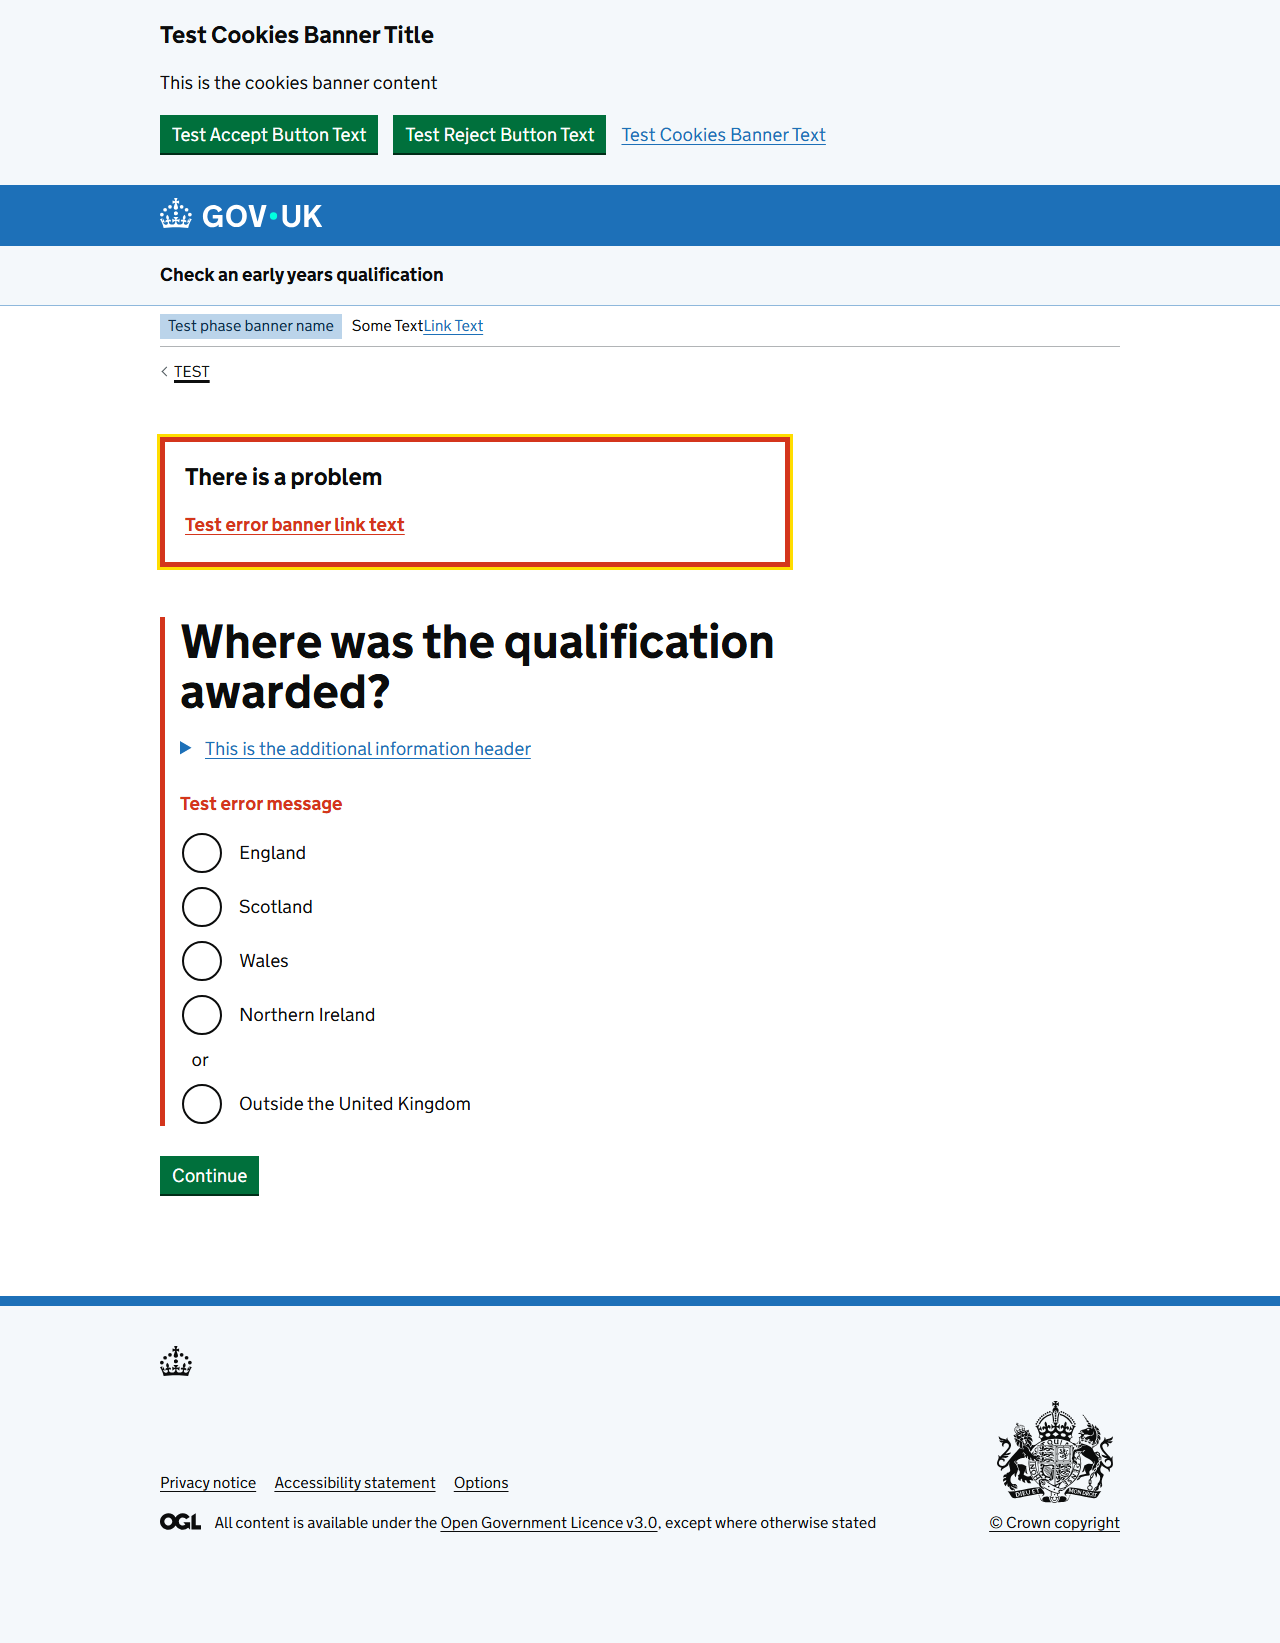 Test Cookies Banner Title
This is the cookies banner content
Test Accept Button Text Test Reject Button Text Test Cookies Banner Text
GOV·UK
Check an early years qualification
Test phase banner name Some TextLink Text
TEST
There is a problem
Test error banner link text
Where was the qualification
awarded?
This is the additional information header
Test error message
England
Scotland
Wales
Northern Ireland
or
Outside the United Kingdom
Continue
Privacy notice Accessibility statement Options
OGL All content is available under the Open Government Licence v3.0, except where otherwise stated
© Crown copyright